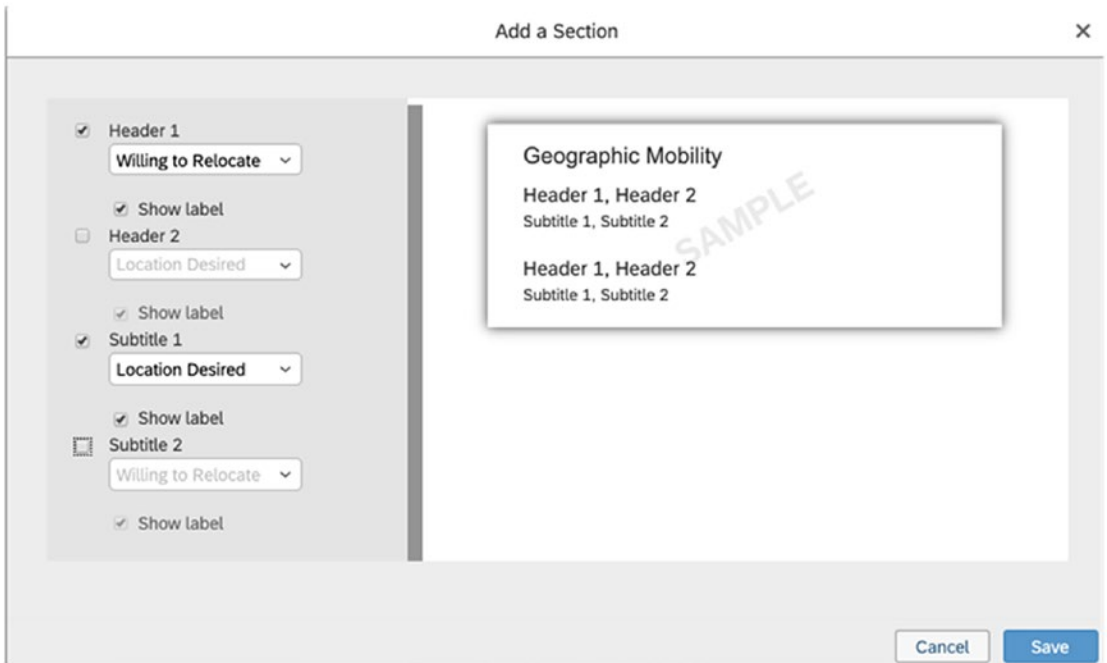 Add a Section
Header 1
Willing to Relocate
Show label
Header 2
Location Desired
Show label
Subtitle 1
Location Desired
Show label
Subtitle 2
Willing to Relocate
Show label
Geographic Mobility
Header 1, Header 2
Subtitle 1, Subtitle 2
Header 1, Header 2
Subtitle 1, Subtitle 2
SAMPLE
Cancel
Save